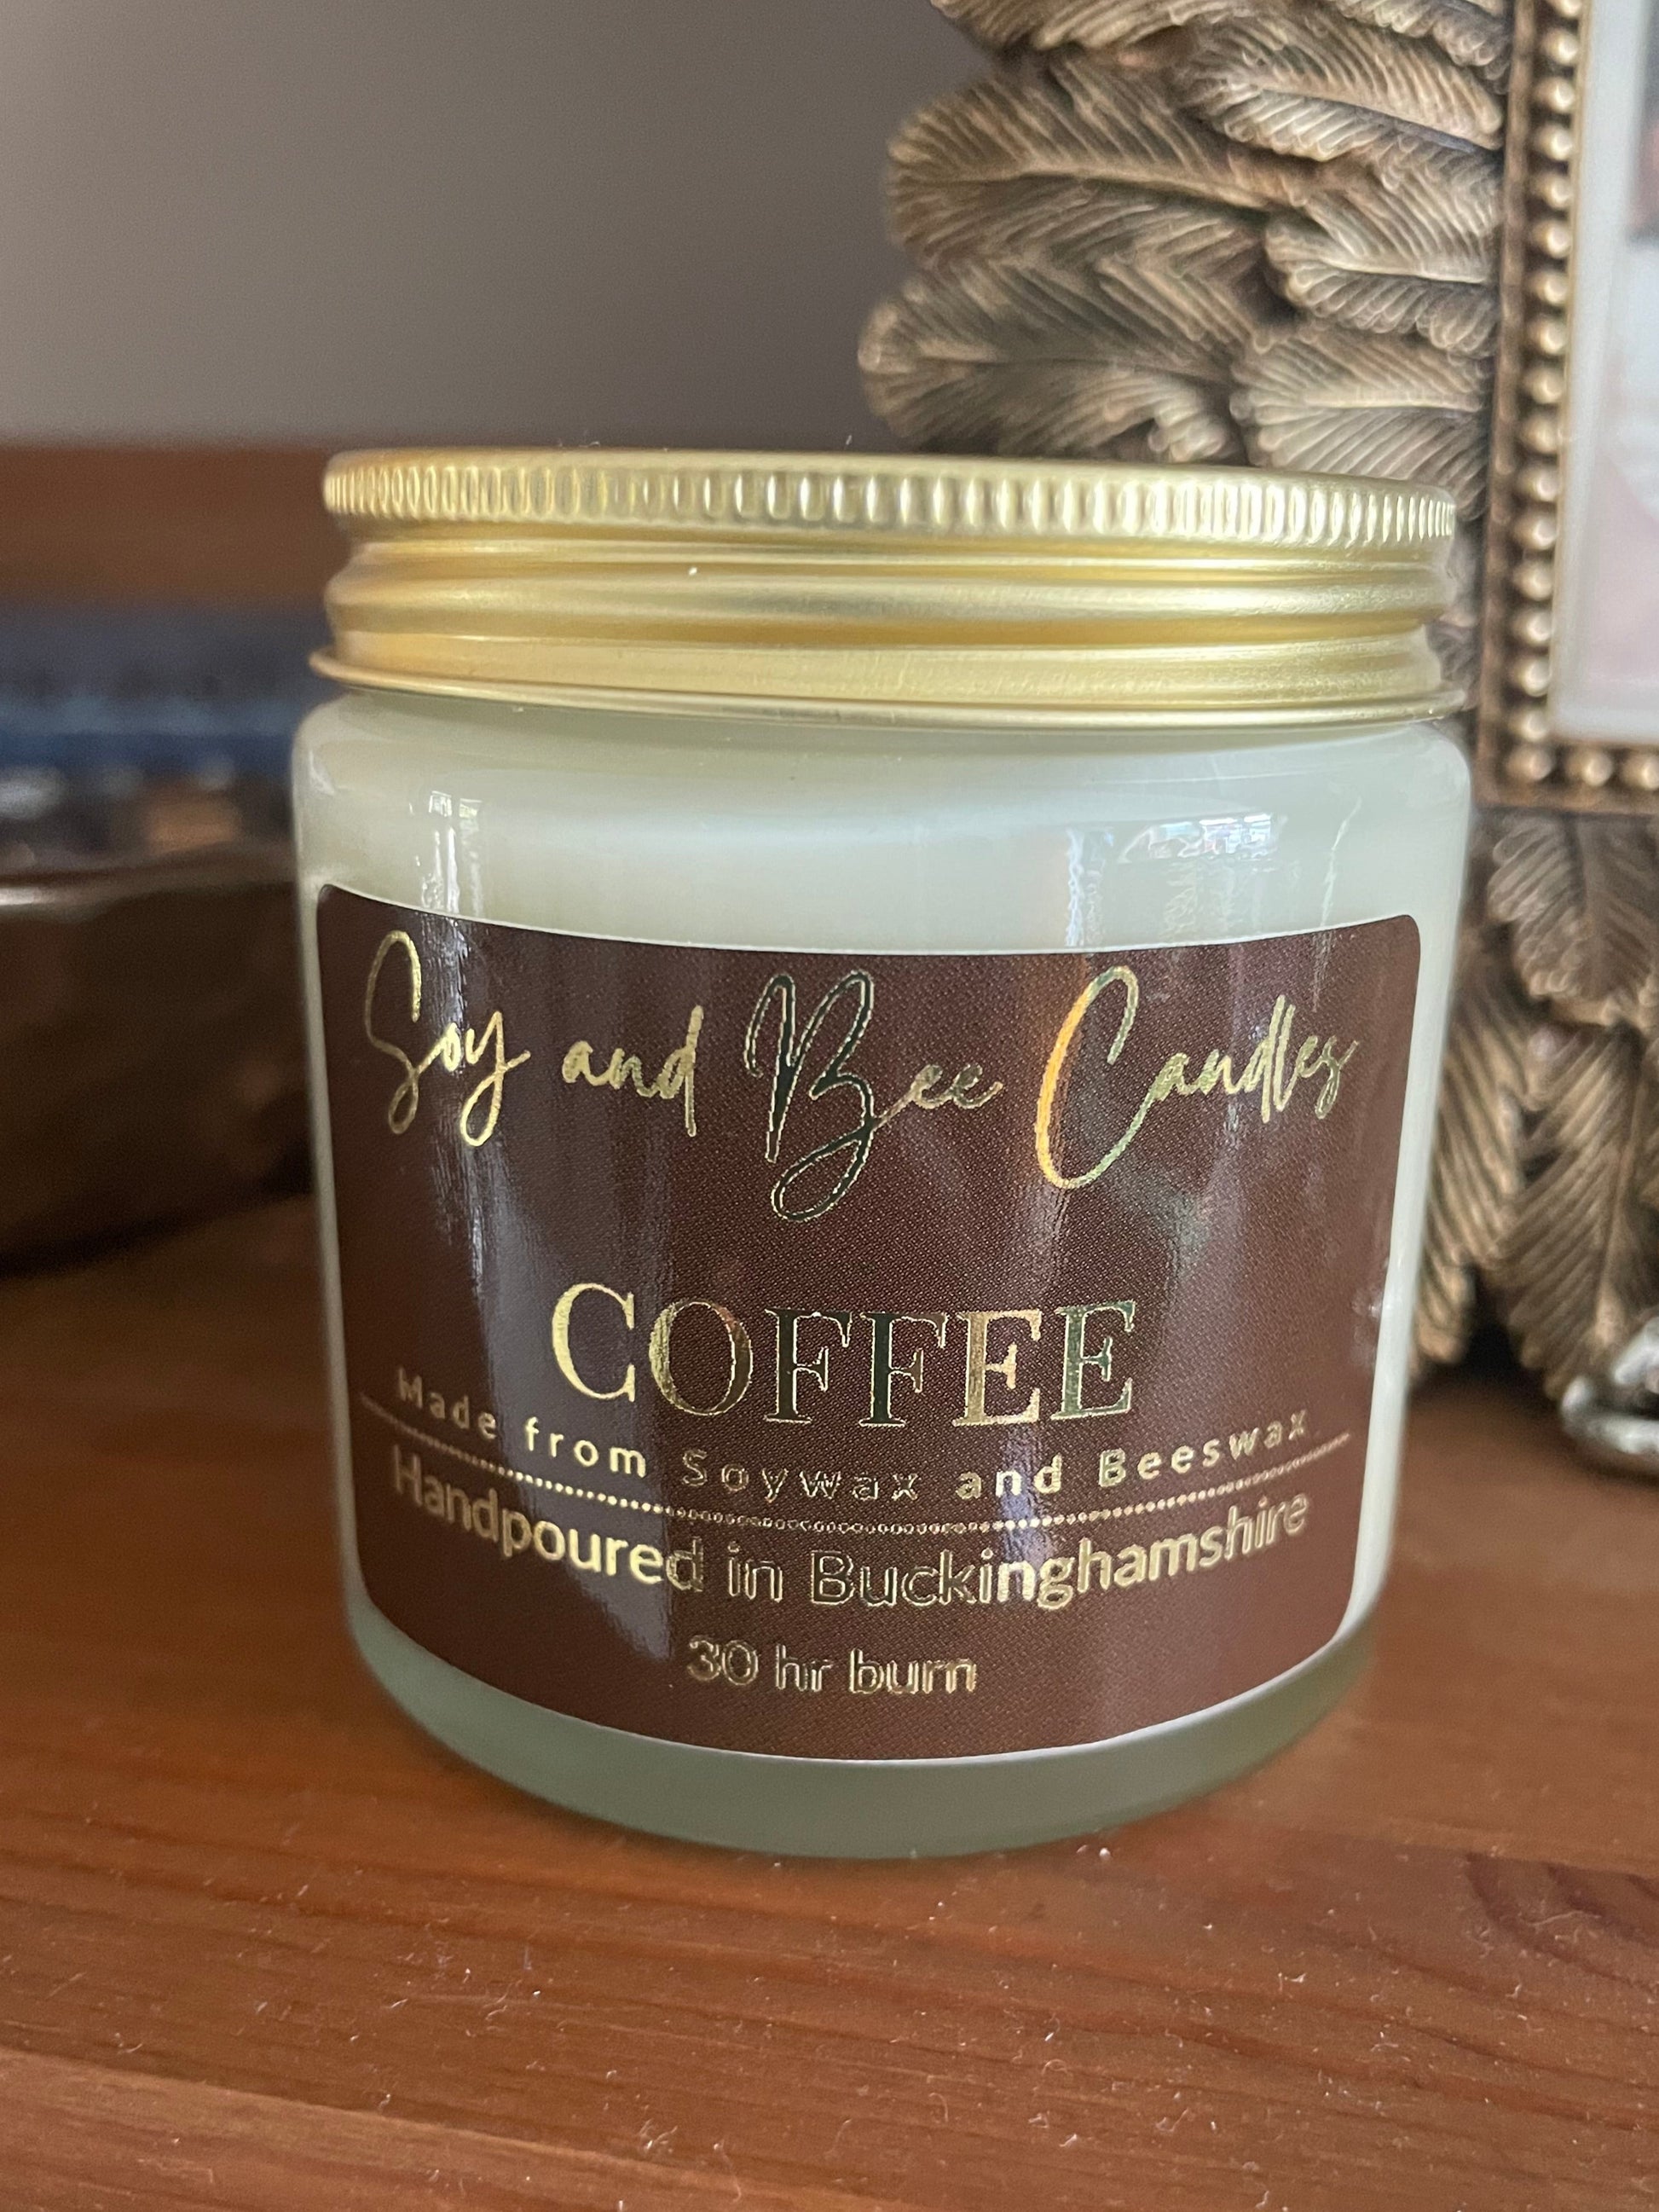 Soy and Bee Candles
COFFEE
Made from Soywax and Beeswax
Handpoured in Buckinghamshire
30 hr burn